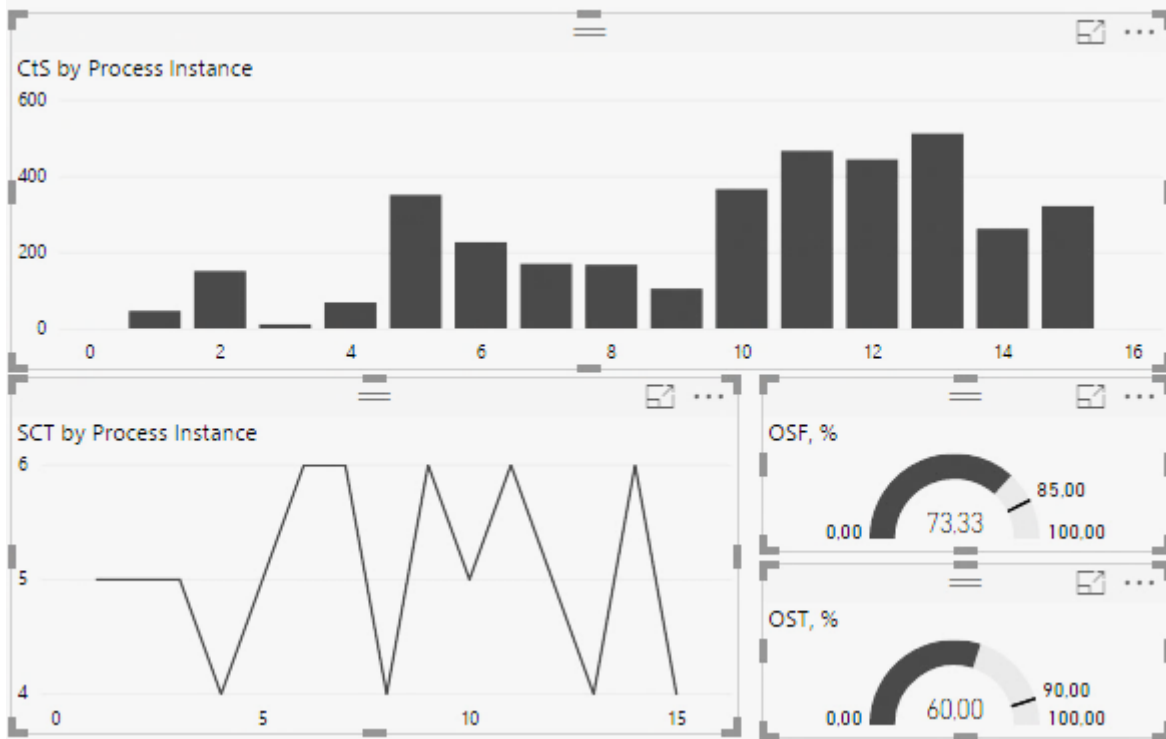 CtS by Process Instance
600
400
200
0
0 2 4 6 8 10 12 14 16
SCT by Process Instance
6
5
4
0 5 10 15
OSF, %
85,00
0,00 73,33 100,00
OST, %
90,00
0,00 60,00 100,00